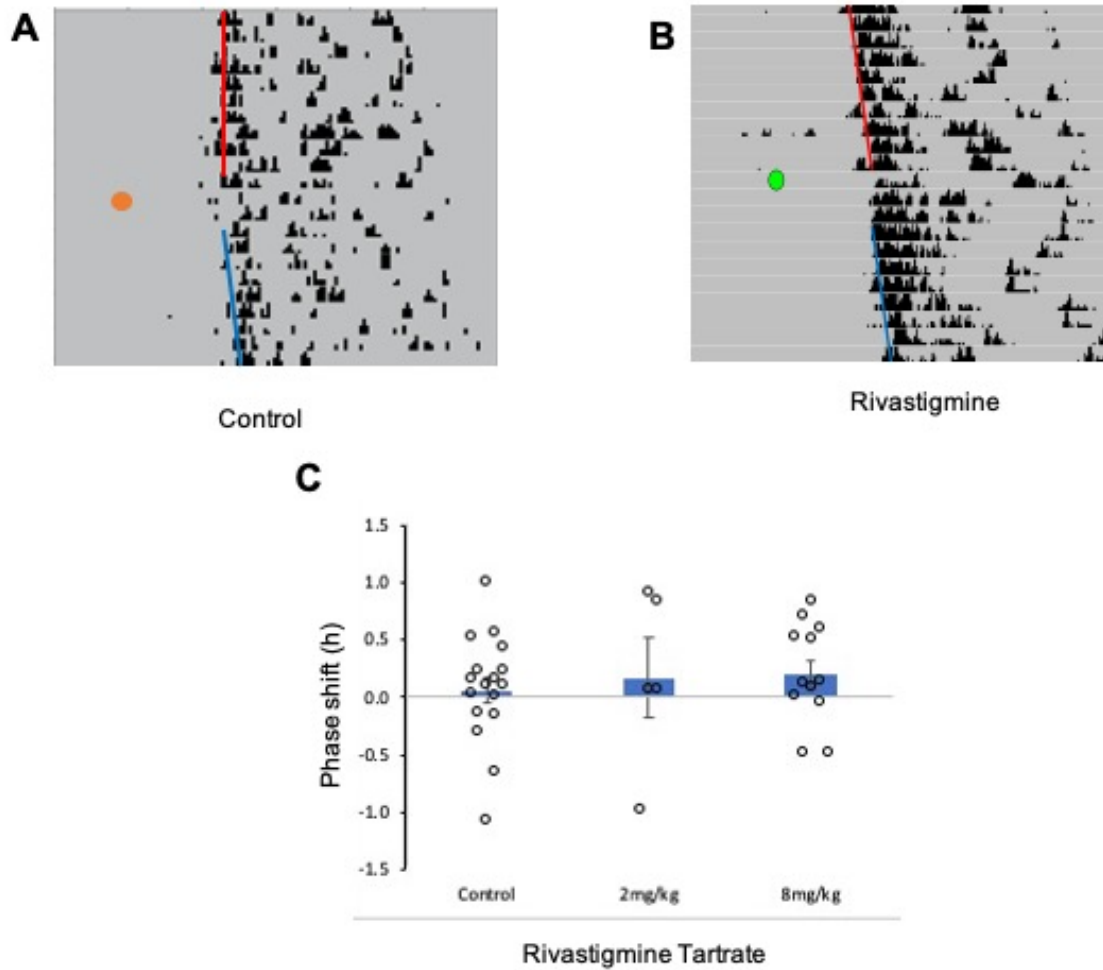 A
B
Control
Rivastigmine
C
Phase shift (h)
1.5
1.0
0.5
0.0
-0.5
-1.0
-1.5
Control 2mg/kg 8mg/kg
Rivastigmine Tartrate